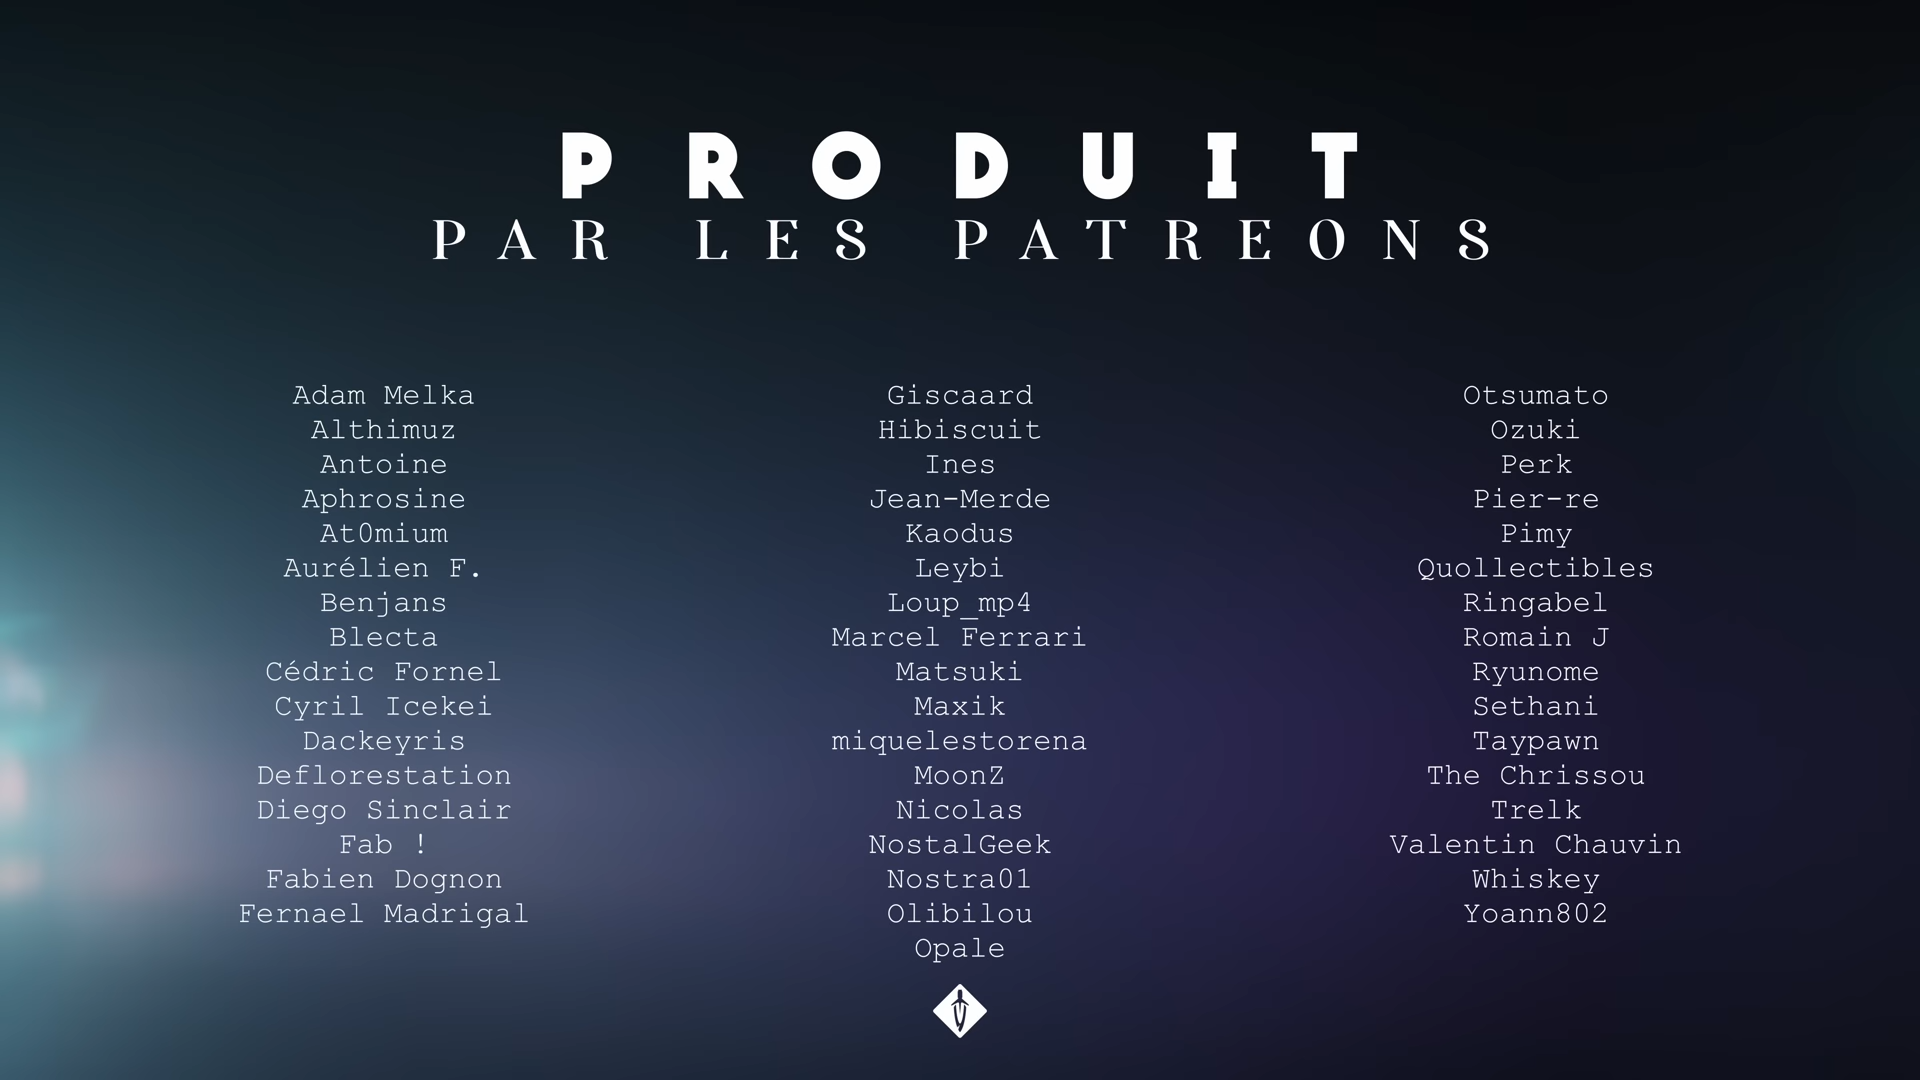 PRODUIT
PAR LES PATREONS
Adam Melka
Althimuz
Antoine
Aphrosine
At0mium
Aurélien F.
Benjans
Blecta
Cédric Fornel
Cyril Icekei
Dackeyris
Deflorestation
Diego Sinclair
Fab !
Fabien Dognon
Fernael Madrigal
Giscaard
Hibiscuit
Ines
Jean-Merde
Kaodus
Leybi
Loup_mp4
Marcel Ferrari
Matsuki
Maxik
miquelestorena
MoonZ
Nicolas
NostalGeek
Nostra01
Olibilou
Opale
Otsumato
Ozuki
Perk
Pier-re
Pimy
Quollectibles
Ringabel
Romain J
Ryunome
Sethani
Taypawn
The Chrissou
Trelk
Valentin Chauvin
Whiskey
Yoann802